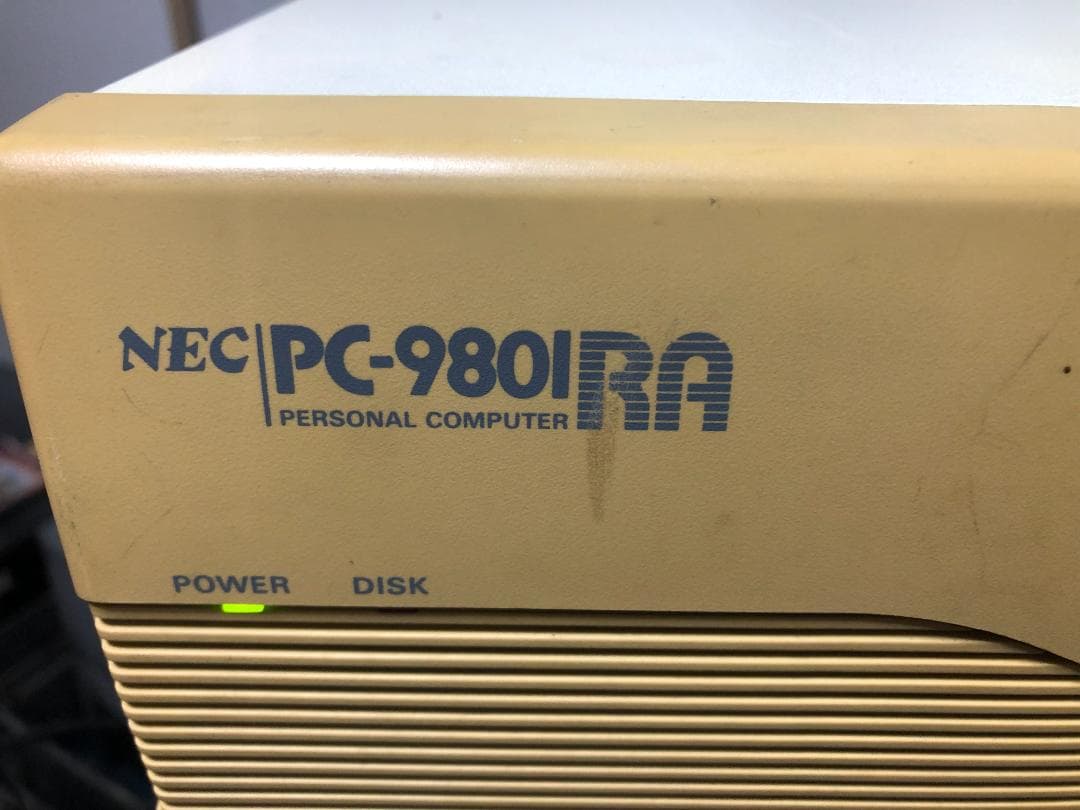 NEC PC-9801RA
PERSONAL COMPUTER
POWER DISK